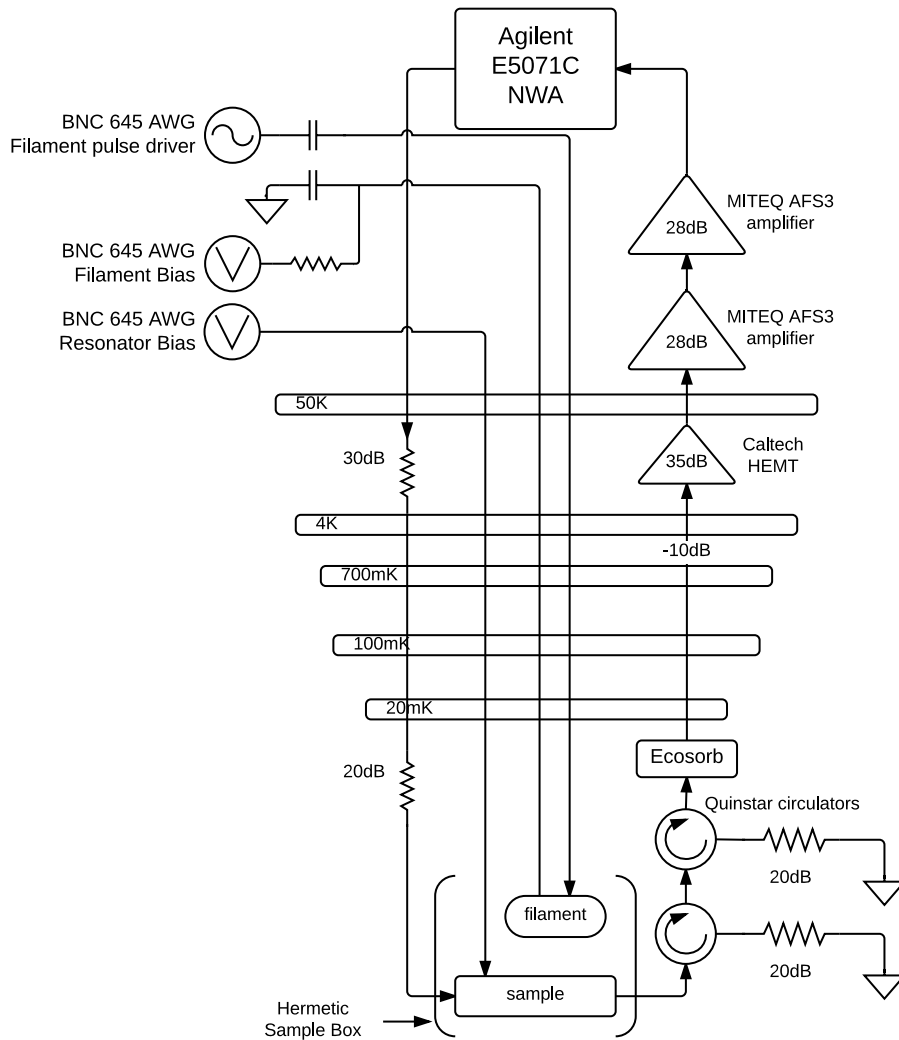 Agilent
E5071C
NWA
BNC 645 AWG
Filament pulse driver
BNC 645 AWG
Filament Bias
BNC 645 AWG
Resonator Bias
28dB
MITEQ AFS3
amplifier
28dB
MITEQ AFS3
amplifier
50K
30dB
35dB
Caltech
HEMT
4K
-10dB
700mK
100mK
20mK
20dB
Ecosorb
Quinstar circulators
20dB
filament
20dB
sample
Hermetic
Sample Box